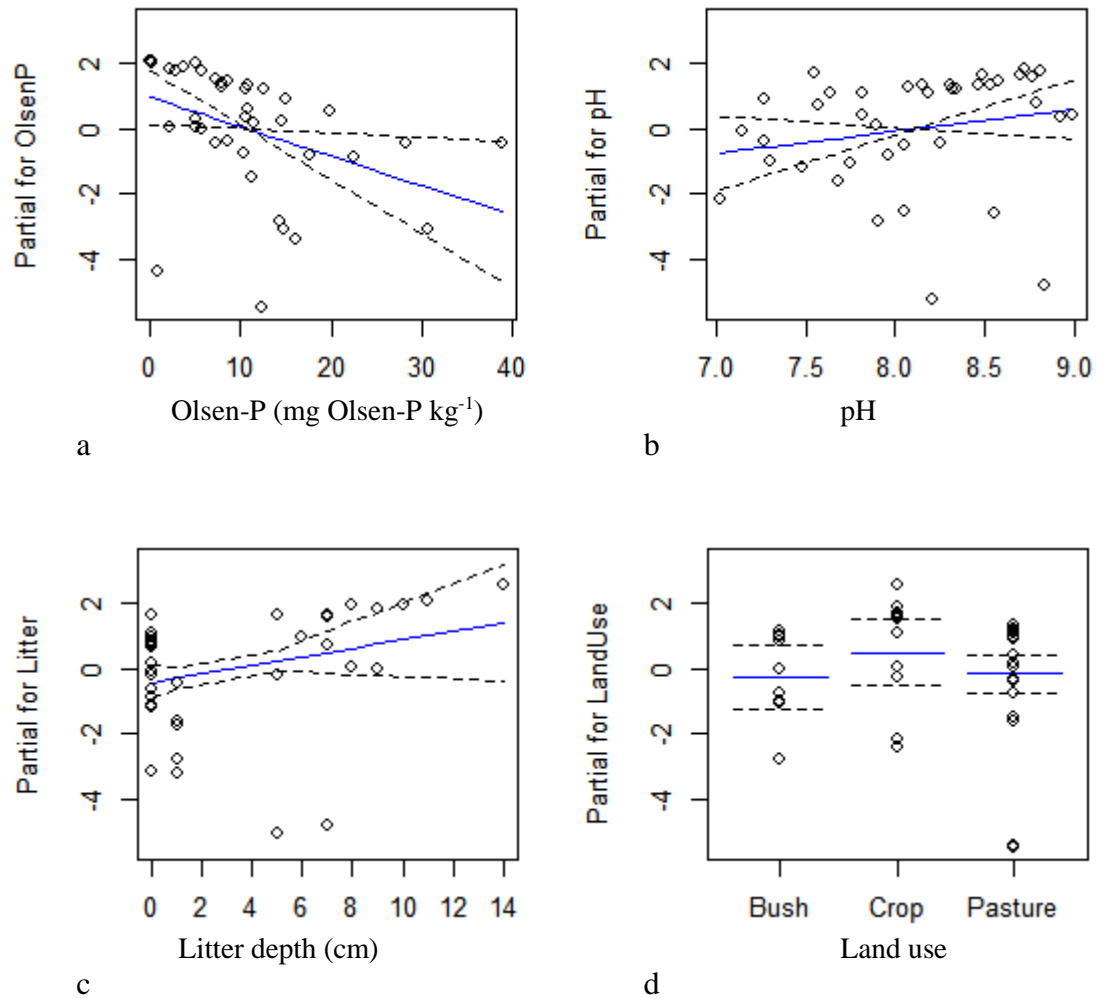 Partial for OlsenP
2
0
-2
-4
0 10 20 30 40
Olsen-P (mg Olsen-P kg⁻¹)
a
Partial for pH
2
0
-2
-4
7.0 7.5 8.0 8.5 9.0
pH
b
Partial for Litter
2
0
-2
-4
0 2 4 6 8 10 12 14
Litter depth (cm)
c
Partial for LandUse
2
0
-2
-4
Bush Crop Pasture
Land use
d